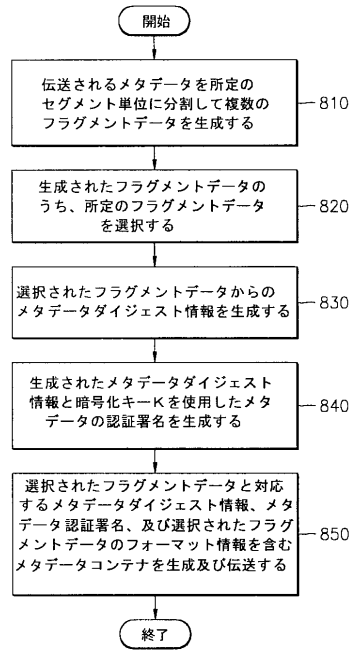 開始
伝送されるメタデータを所定の
セグメント単位に分割して複数の
フラグメントデータを生成する
810
生成されたフラグメントデータの
うち、所定のフラグメントデータ
を選択する
820
選択されたフラグメントデータからの
メタデータダイジェスト情報を生成する
830
生成されたメタデータダイジェスト
情報と暗号化キーKを使用したメタ
データの認証署名を生成する
840
選択されたフラグメントデータと対応
するメタデータダイジェスト情報、メタ
データ認証署名、及び選択されたフラグ
メントデータのフォーマット情報を含む
メタデータコンテナを生成及び伝送する
850
終了